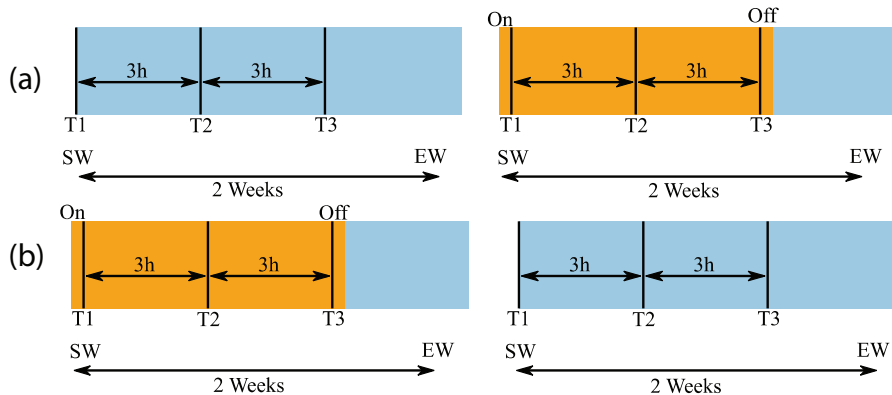 (a)
3h 3h
T1 T2 T3
SW EW
2 Weeks
On Off
3h 3h
T1 T2 T3
SW EW
2 Weeks
(b)
On Off
3h 3h
T1 T2 T3
SW EW
2 Weeks
3h 3h
T1 T2 T3
SW EW
2 Weeks